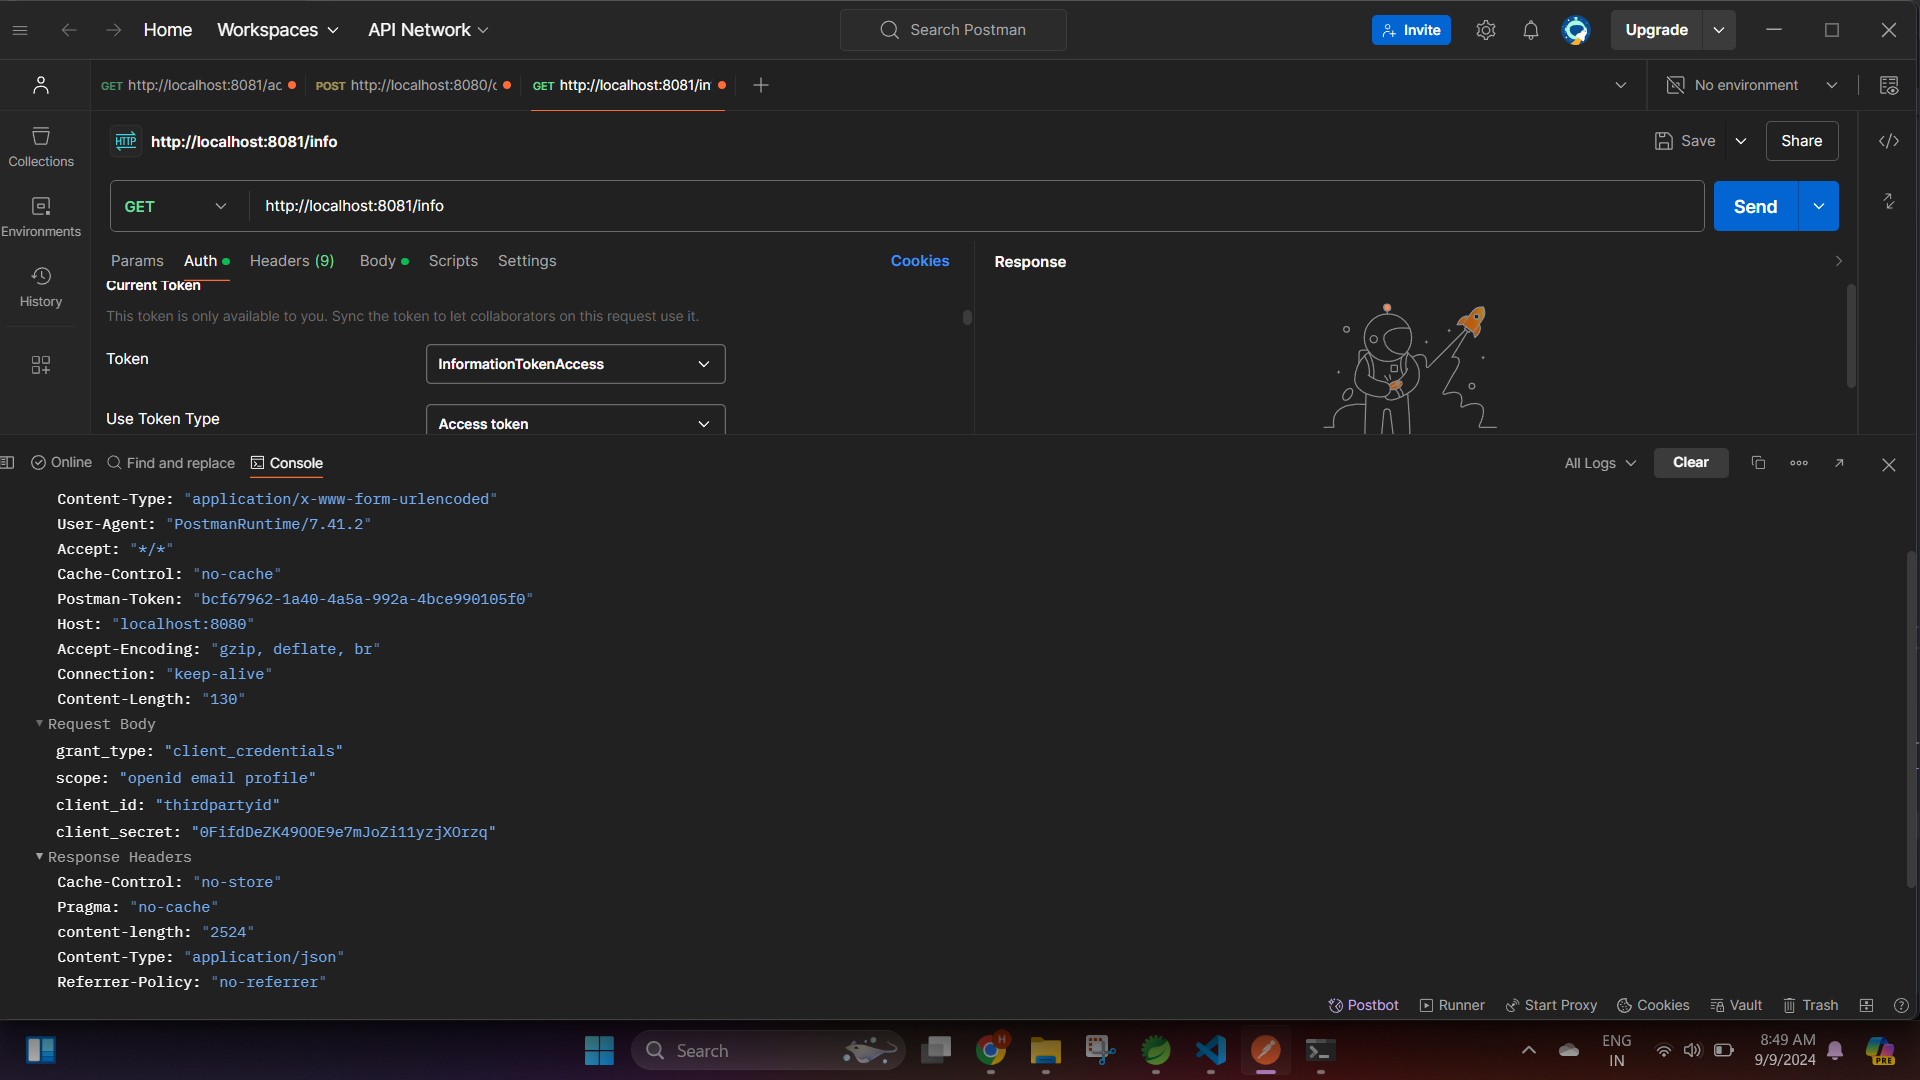 Home Workspaces API Network Search Postman Invite Upgrade
GET http://localhost:8081/ac POST http://localhost:8080/c GET http://localhost:8081/in No environment
HTTP http://localhost:8081/info Save Share
Collections
GET http://localhost:8081/info Send
Environments
Params Auth Headers (9) Body Scripts Settings Cookies Response
History
Current Token
This token is only available to you. Sync the token to let collaborators on this request use it.
Token InformationTokenAccess
Use Token Type Access token
Online Find and replace Console All Logs Clear
Content-Type: "application/x-www-form-urlencoded"
User-Agent: "PostmanRuntime/7.41.2"
Accept: "*/*"
Cache-Control: "no-cache"
Postman-Token: "bcf67962-1a40-4a5a-992a-4bce990105f0"
Host: "localhost:8080"
Accept-Encoding: "gzip, deflate, br"
Connection: "keep-alive"
Content-Length: "130"
Request Body
grant_type: "client_credentials"
scope: "openid email profile"
client_id: "thirdpartyid"
client_secret: "0FifdDeZK49OOE9e7mJoZi11yzjXOrzq"
Response Headers
Cache-Control: "no-store"
Pragma: "no-cache"
content-length: "2524"
Content-Type: "application/json"
Referrer-Policy: "no-referrer"
Postbot Runner Start Proxy Cookies Vault Trash
Search H ENG 8:49 AM
IN 9/9/2024 PRE